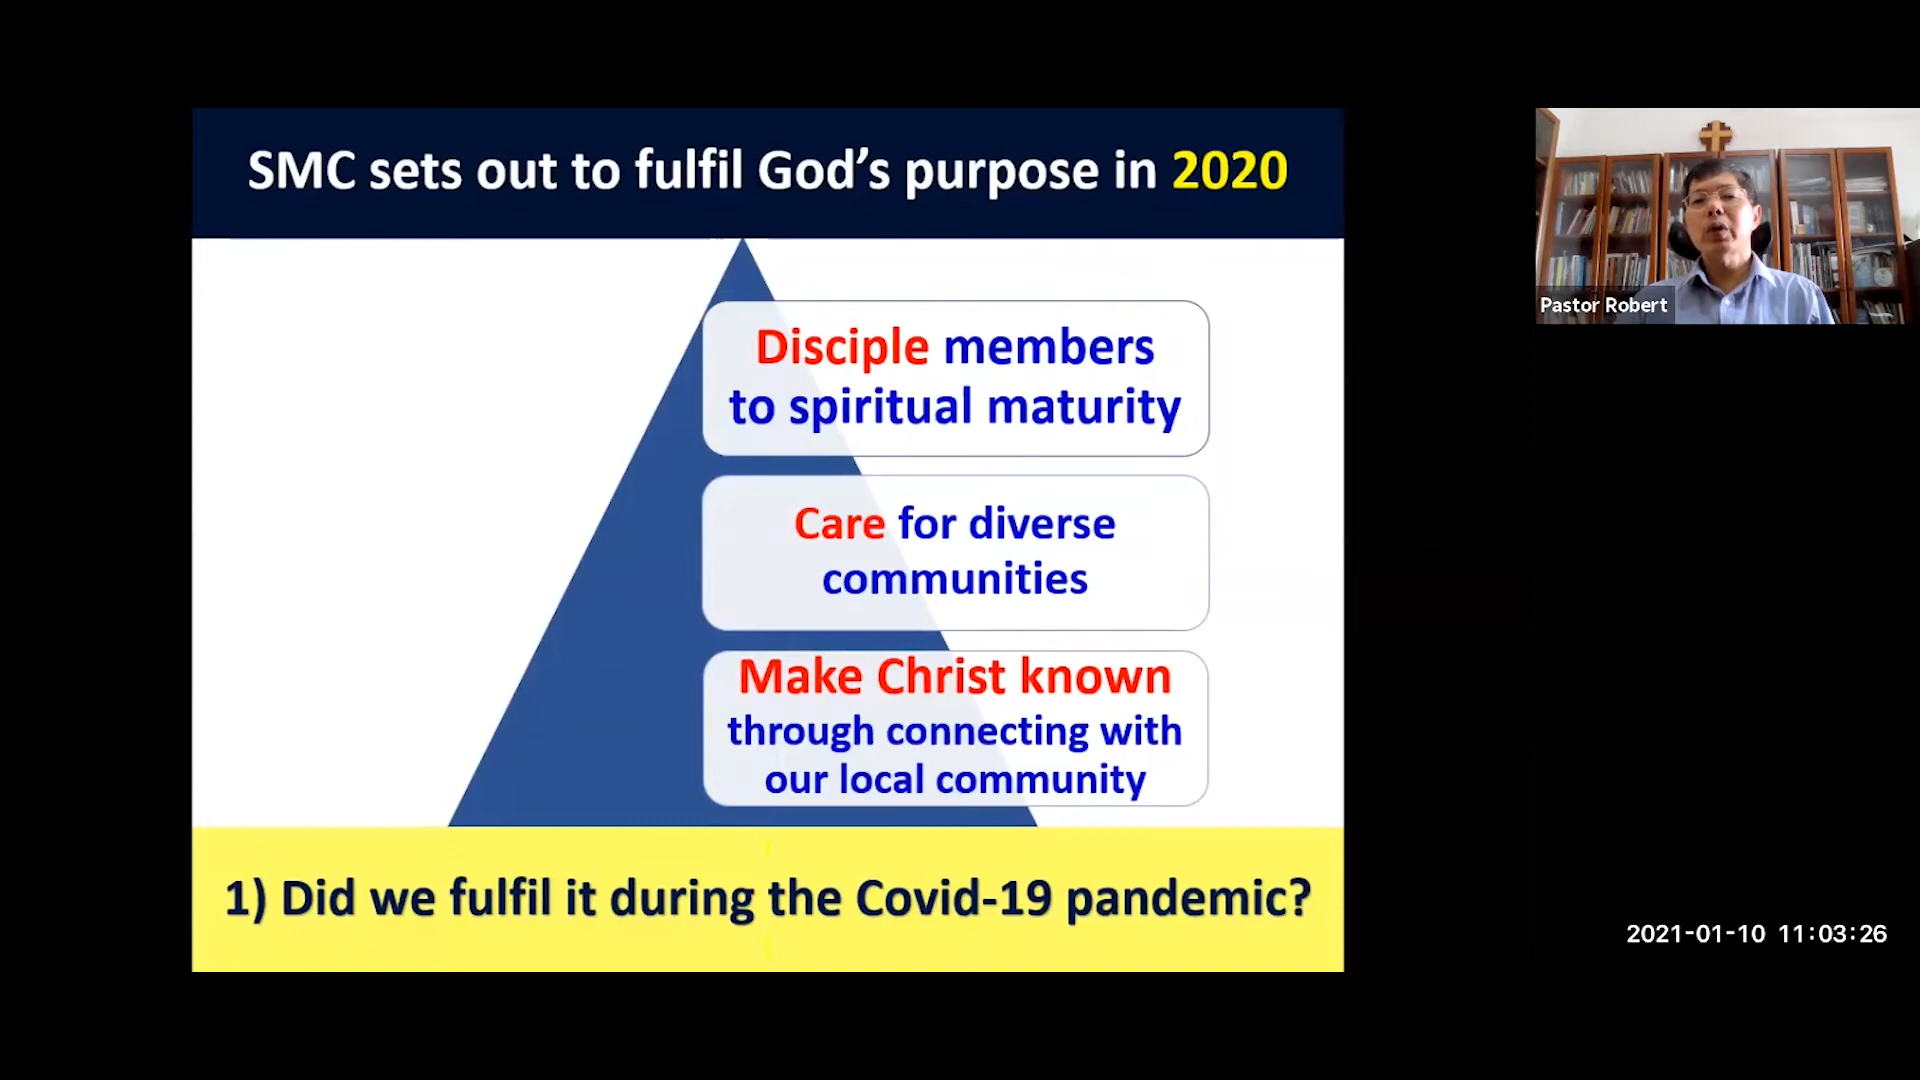 SMC sets out to fulfil God's purpose in 2020
Disciple members
to spiritual maturity
Care for diverse
communities
Make Christ known
through connecting with
our local community
1) Did we fulfil it during the Covid-19 pandemic?
Pastor Robert
2021-01-10 11:03:26